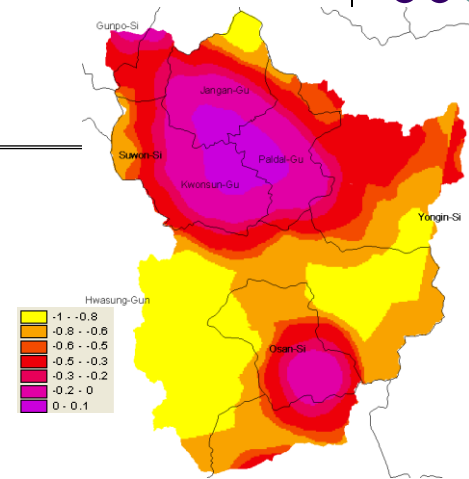 Gunpo-Si
Jangan-Gu
Suwon-Si
Paldal-Gu
Kwonsun-Gu
Yongin-Si
Hwasung-Gun
Osan-Si
-1 - -0.8
-0.8 - -0.6
-0.6 - -0.5
-0.5 - -0.3
-0.3 - -0.2
-0.2 - 0
0 - 0.1